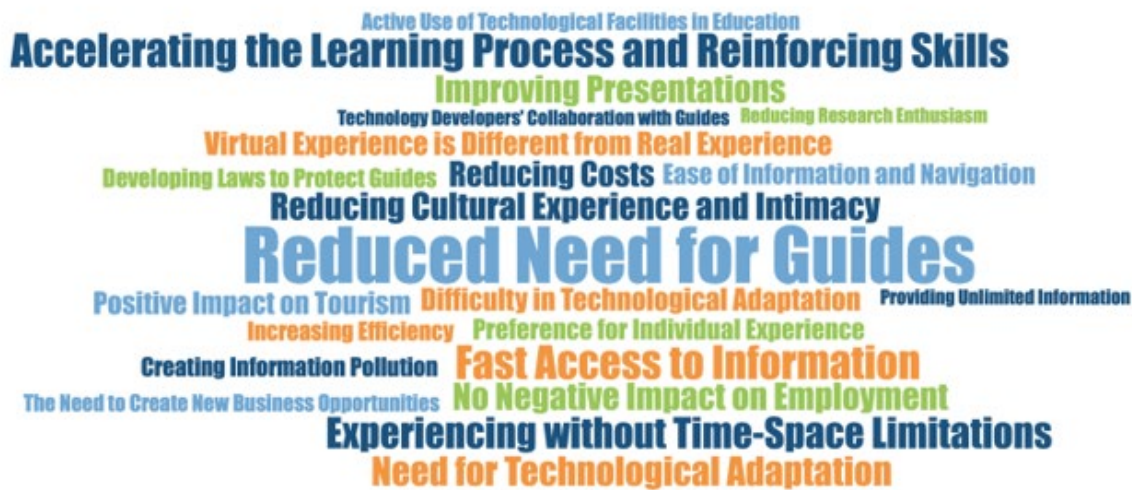 Active Use of Technological Facilities in Education
Accelerating the Learning Process and Reinforcing Skills
Improving Presentations
Technology Developers' Collaboration with Guides Reducing Research Enthusiasm
Virtual Experience is Different from Real Experience
Developing Laws to Protect Guides Reducing Costs Ease of Information and Navigation
Reducing Cultural Experience and Intimacy
Reduced Need for Guides
Positive Impact on Tourism Difficulty in Technological Adaptation Providing Unlimited Information
Increasing Efficiency Preference for Individual Experience
Creating Information Pollution Fast Access to Information
The Need to Create New Business Opportunities No Negative Impact on Employment
Experiencing without Time-Space Limitations
Need for Technological Adaptation